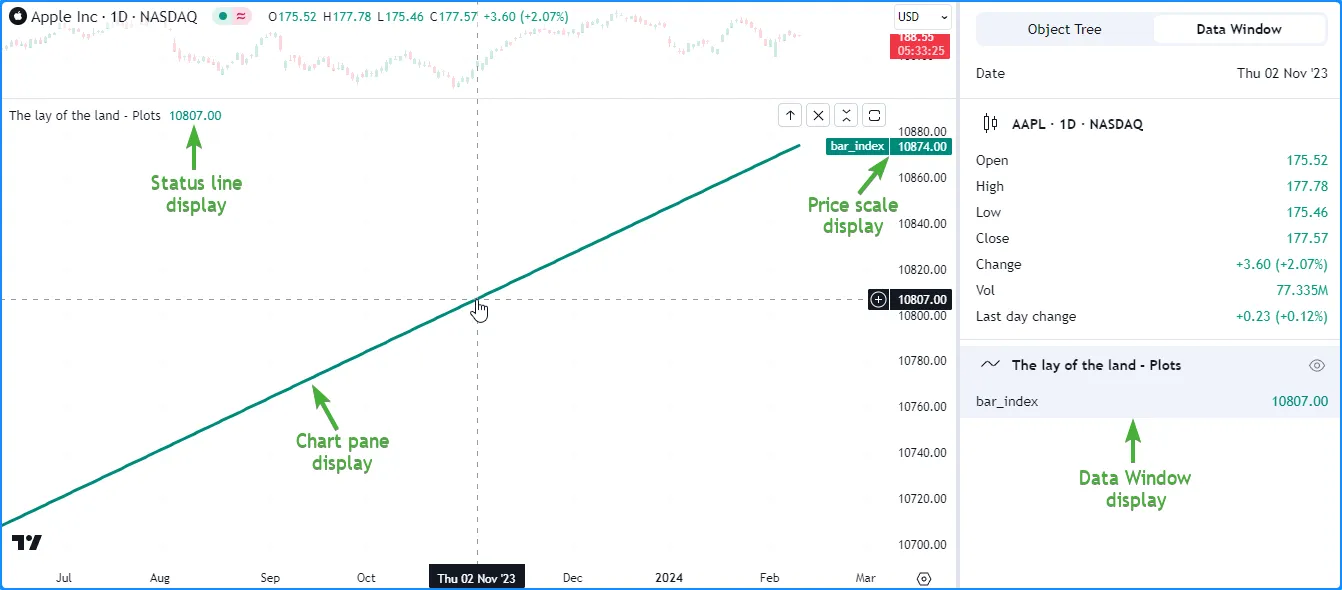 Apple Inc · 1D · NASDAQ O175.52 H177.78 L175.46 C177.57 +3.60 (+2.07%)
USD
188.55
05:33:25
The lay of the land - Plots 10807.00
Status line
display
10880.00
bar_index 10874.00
10860.00
Price scale
display
10840.00
10820.00
10807.00
10800.00
10780.00
10760.00
Chart pane
display
10740.00
10720.00
10700.00
Jul Aug Sep Oct Thu 02 Nov '23 Dec 2024 Feb Mar
Object Tree Data Window
Date Thu 02 Nov '23
AAPL · 1D · NASDAQ
Open 175.52
High 177.78
Low 175.46
Close 177.57
Change +3.60 (+2.07%)
Vol 77.335M
Last day change +0.23 (+0.12%)
The lay of the land - Plots
bar_index 10807.00
Data Window
display